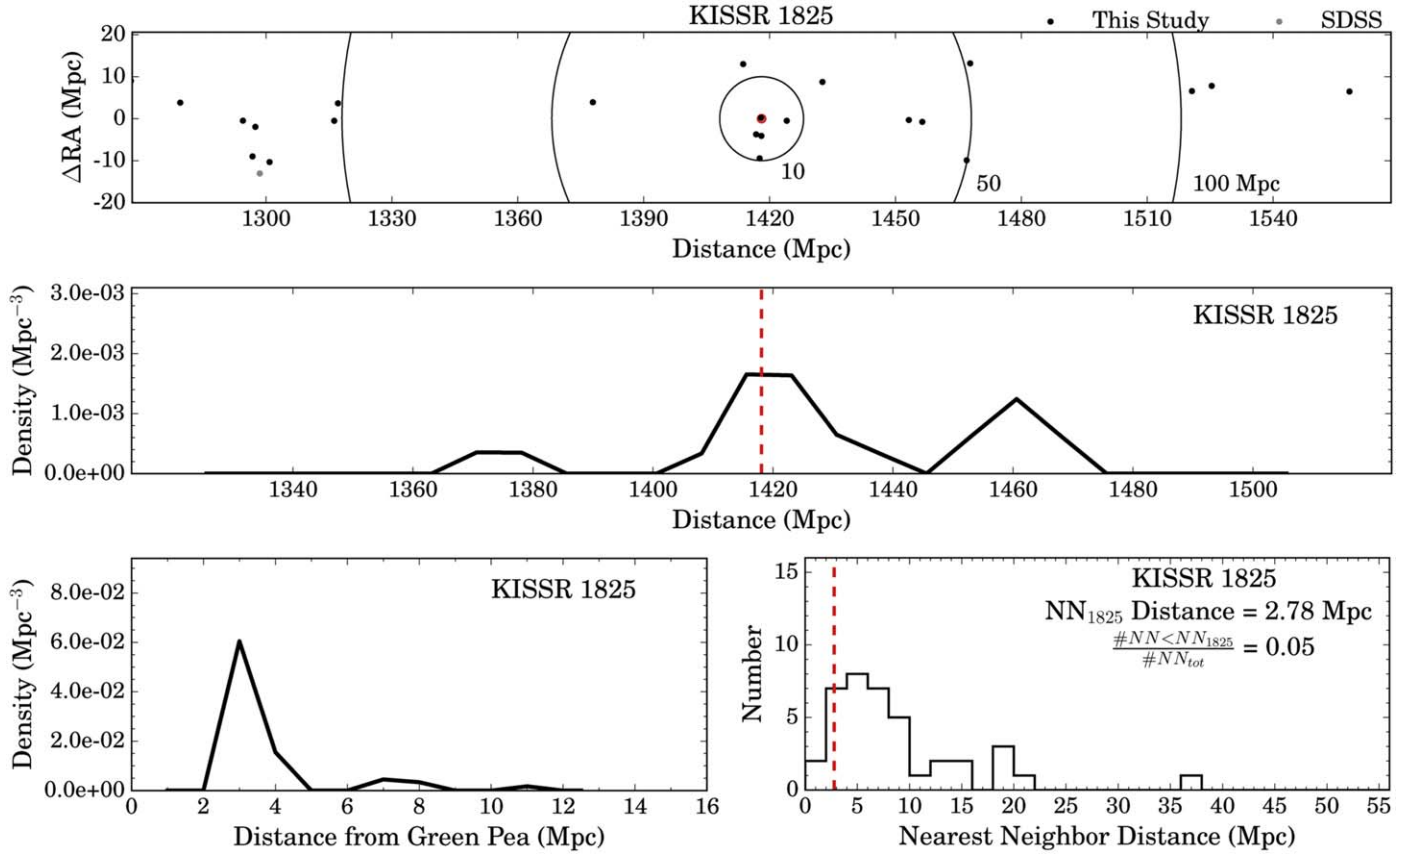 KISSR 1825
This Study
SDSS
20
10
0
-10
-20
ΔRA (Mpc)
10
50
100 Mpc
1300 1330 1360 1390 1420 1450 1480 1510 1540
Distance (Mpc)
3.0e-03
2.0e-03
1.0e-03
0.0e+00
Density (Mpc⁻³)
KISSR 1825
1340 1360 1380 1400 1420 1440 1460 1480 1500
Distance (Mpc)
8.0e-02
6.0e-02
4.0e-02
2.0e-02
0.0e+00
Density (Mpc⁻³)
KISSR 1825
0 2 4 6 8 10 12 14 16
Distance from Green Pea (Mpc)
15
10
5
0
Number
KISSR 1825
NN₁₈₂₅ Distance = 2.78 Mpc
#NN<NN₁₈₂₅
#NNₜₒₜ
= 0.05
0 5 10 15 20 25 30 35 40 45 50 55
Nearest Neighbor Distance (Mpc)